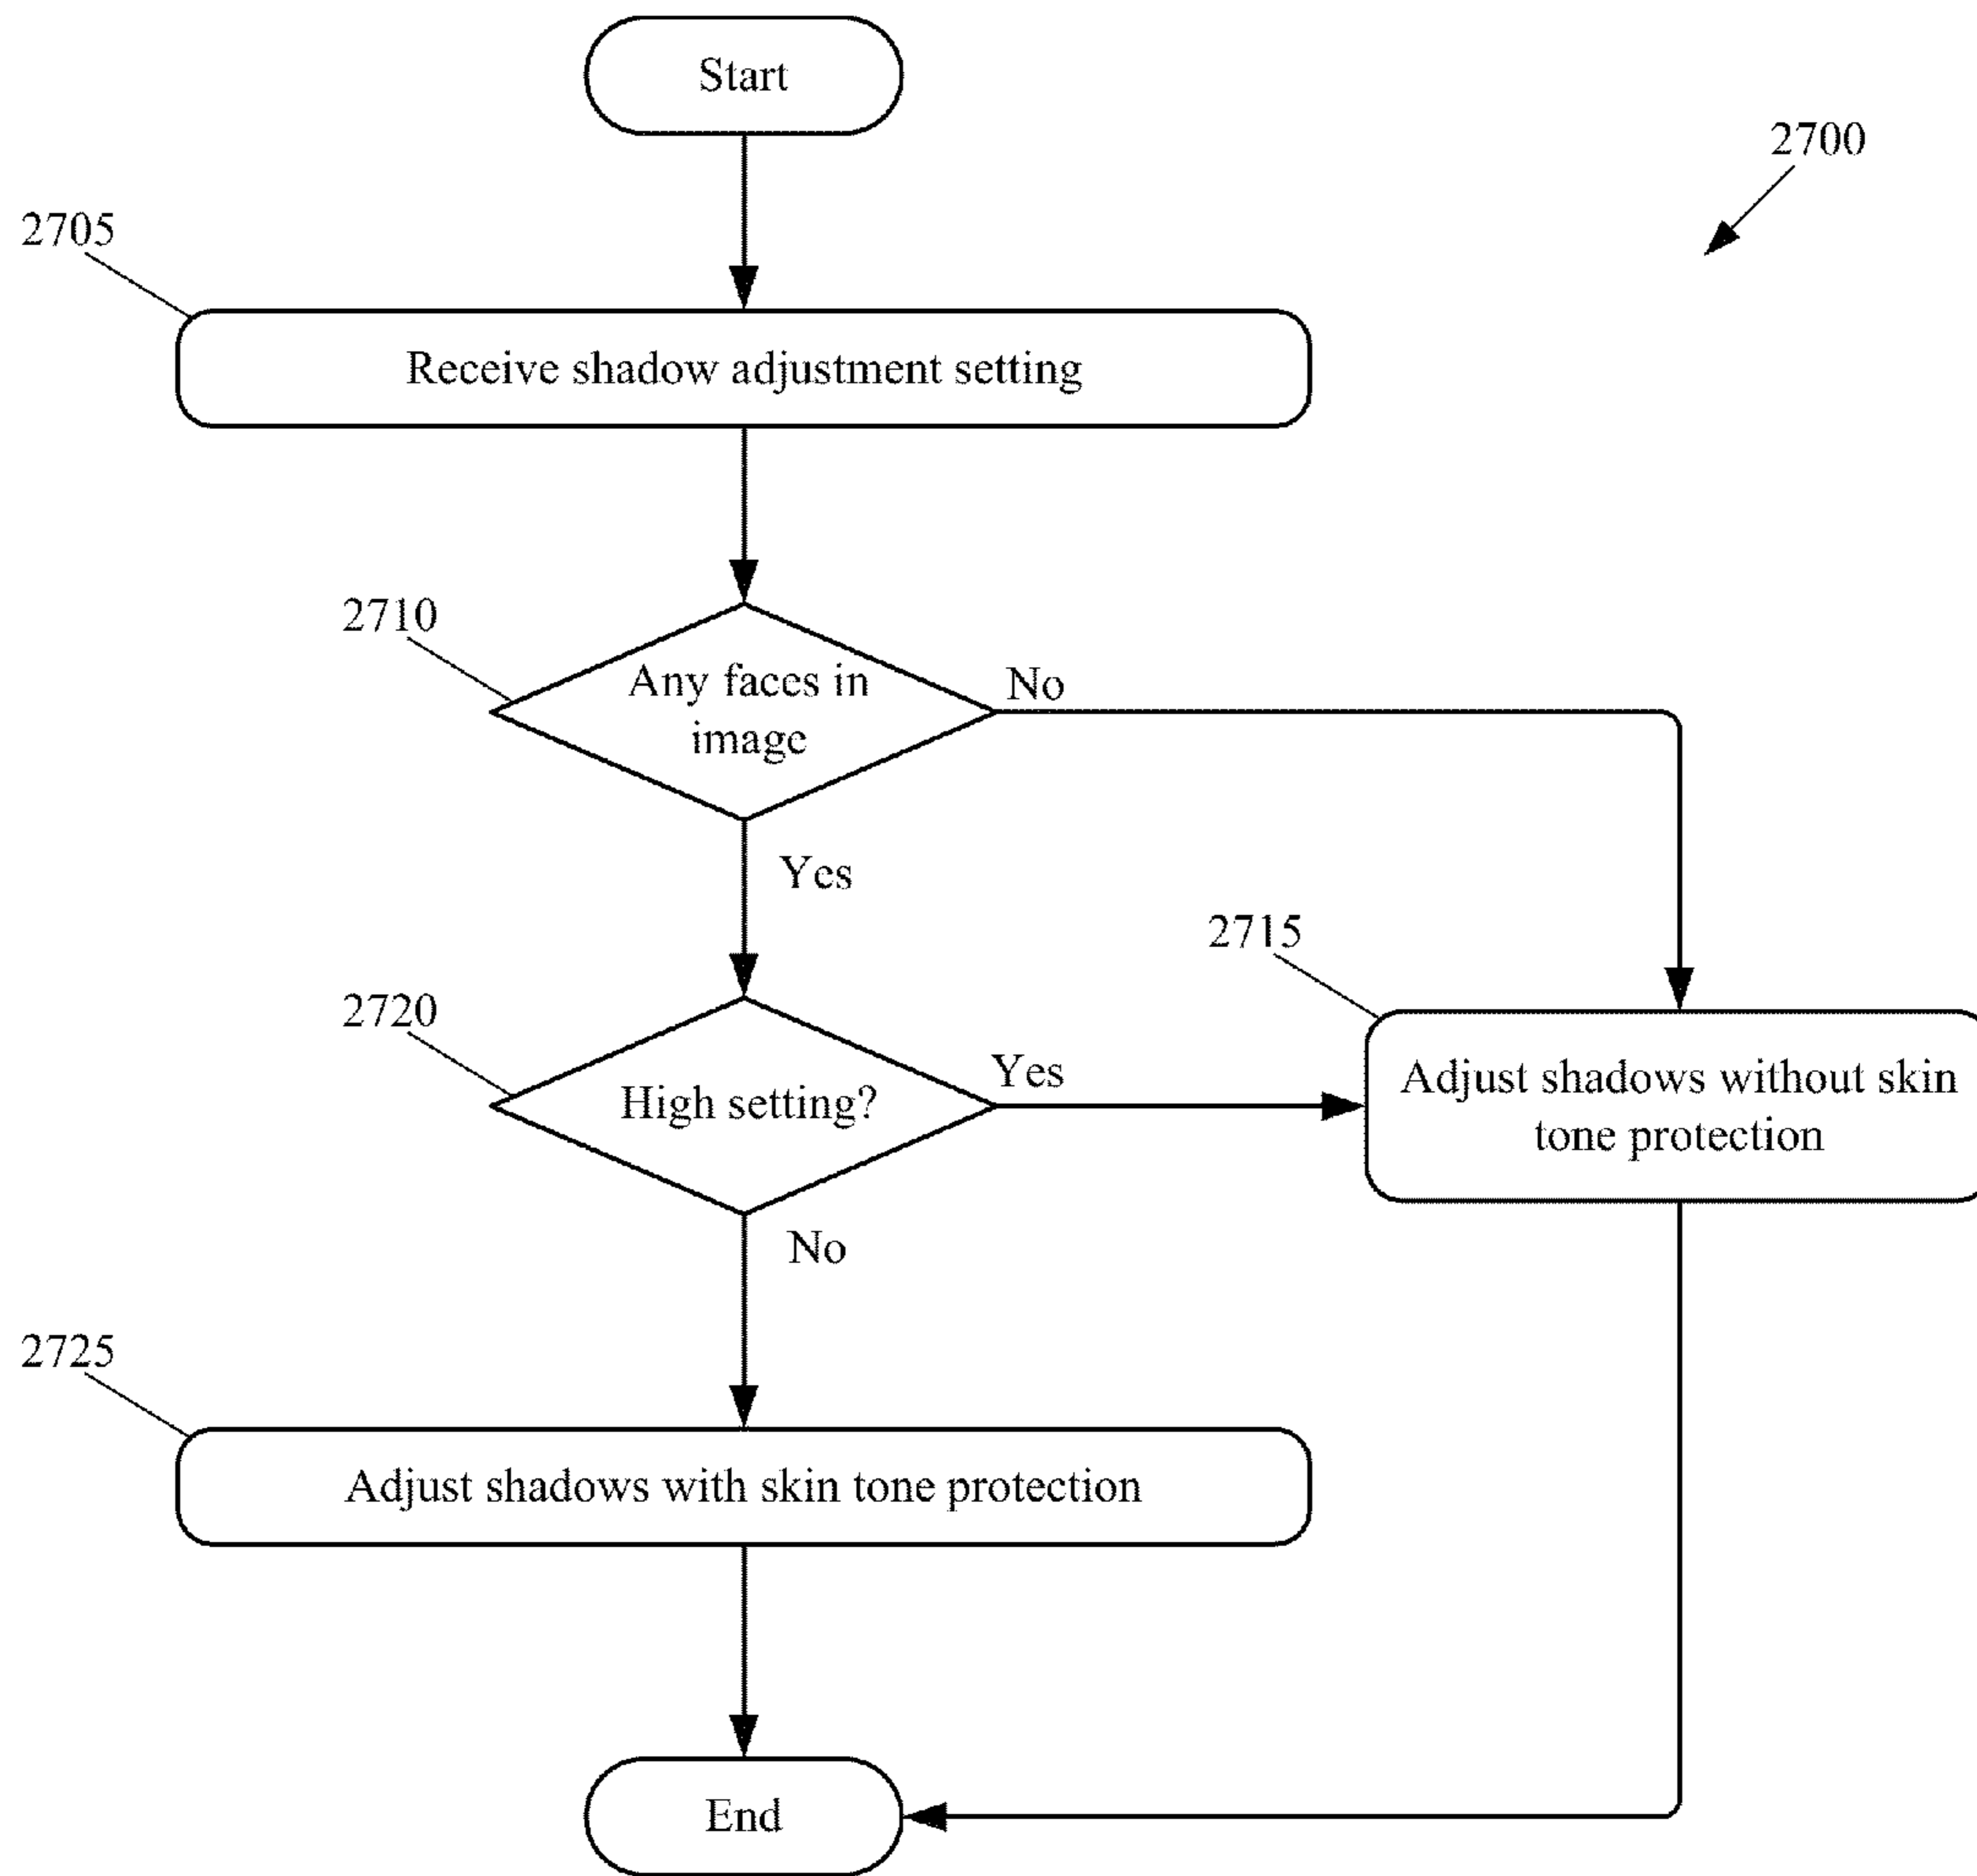 Start
2700
2705
Receive shadow adjustment setting
2710
Any faces in
image
No
Yes
2715
2720
High setting?
Yes
Adjust shadows without skin
tone protection
No
2725
Adjust shadows with skin tone protection
End